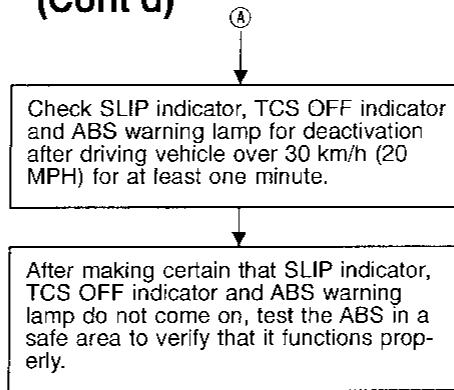 (Cont'd)
A
Check SLIP indicator, TCS OFF indicator
and ABS warning lamp for deactivation
after driving vehicle over 30 km/h (20
MPH) for at least one minute.
After making certain that SLIP indicator,
TCS OFF indicator and ABS warning
lamp do not come on, test the ABS in a
safe area to verify that it functions prop-
erly.